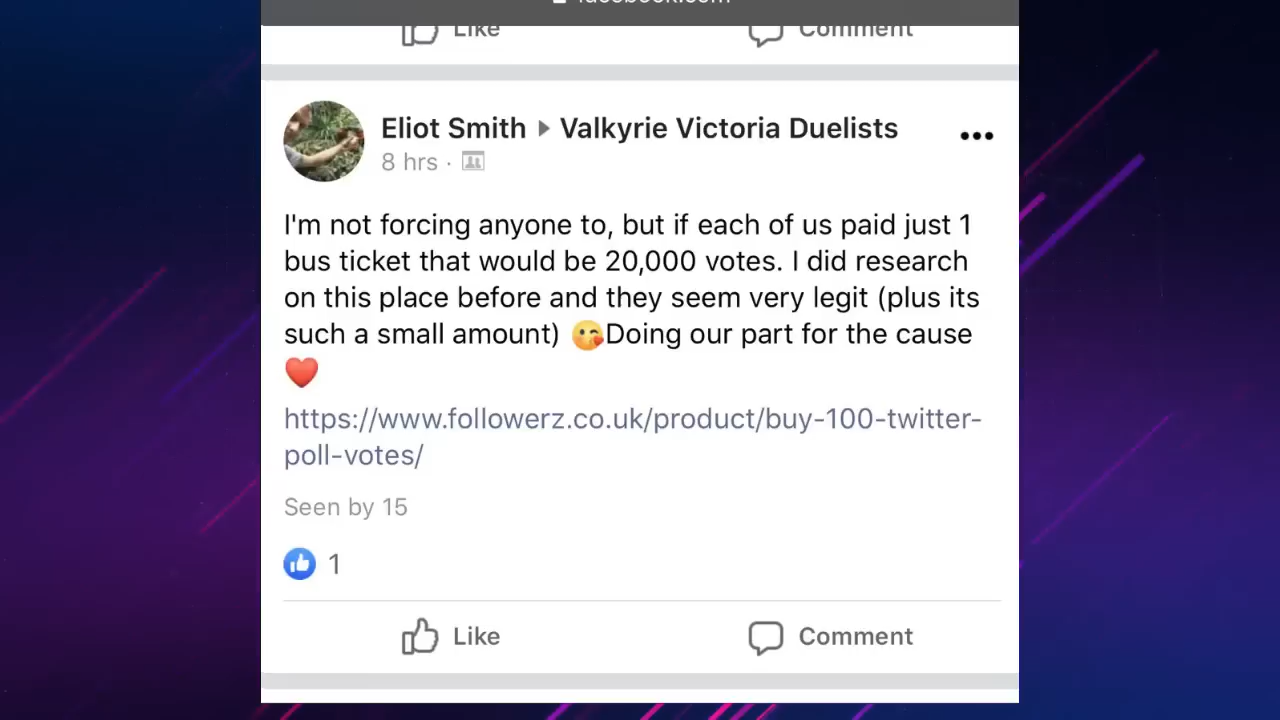 Like
Comment
Eliot Smith ▸ Valkyrie Victoria Duelists
8 hrs ·
I'm not forcing anyone to, but if each of us paid just 1
bus ticket that would be 20,000 votes. I did research
on this place before and they seem very legit (plus its
such a small amount) 😘Doing our part for the cause
❤️
https://www.followerz.co.uk/product/buy-100-twitter-
poll-votes/
Seen by 15
1
Like
Comment